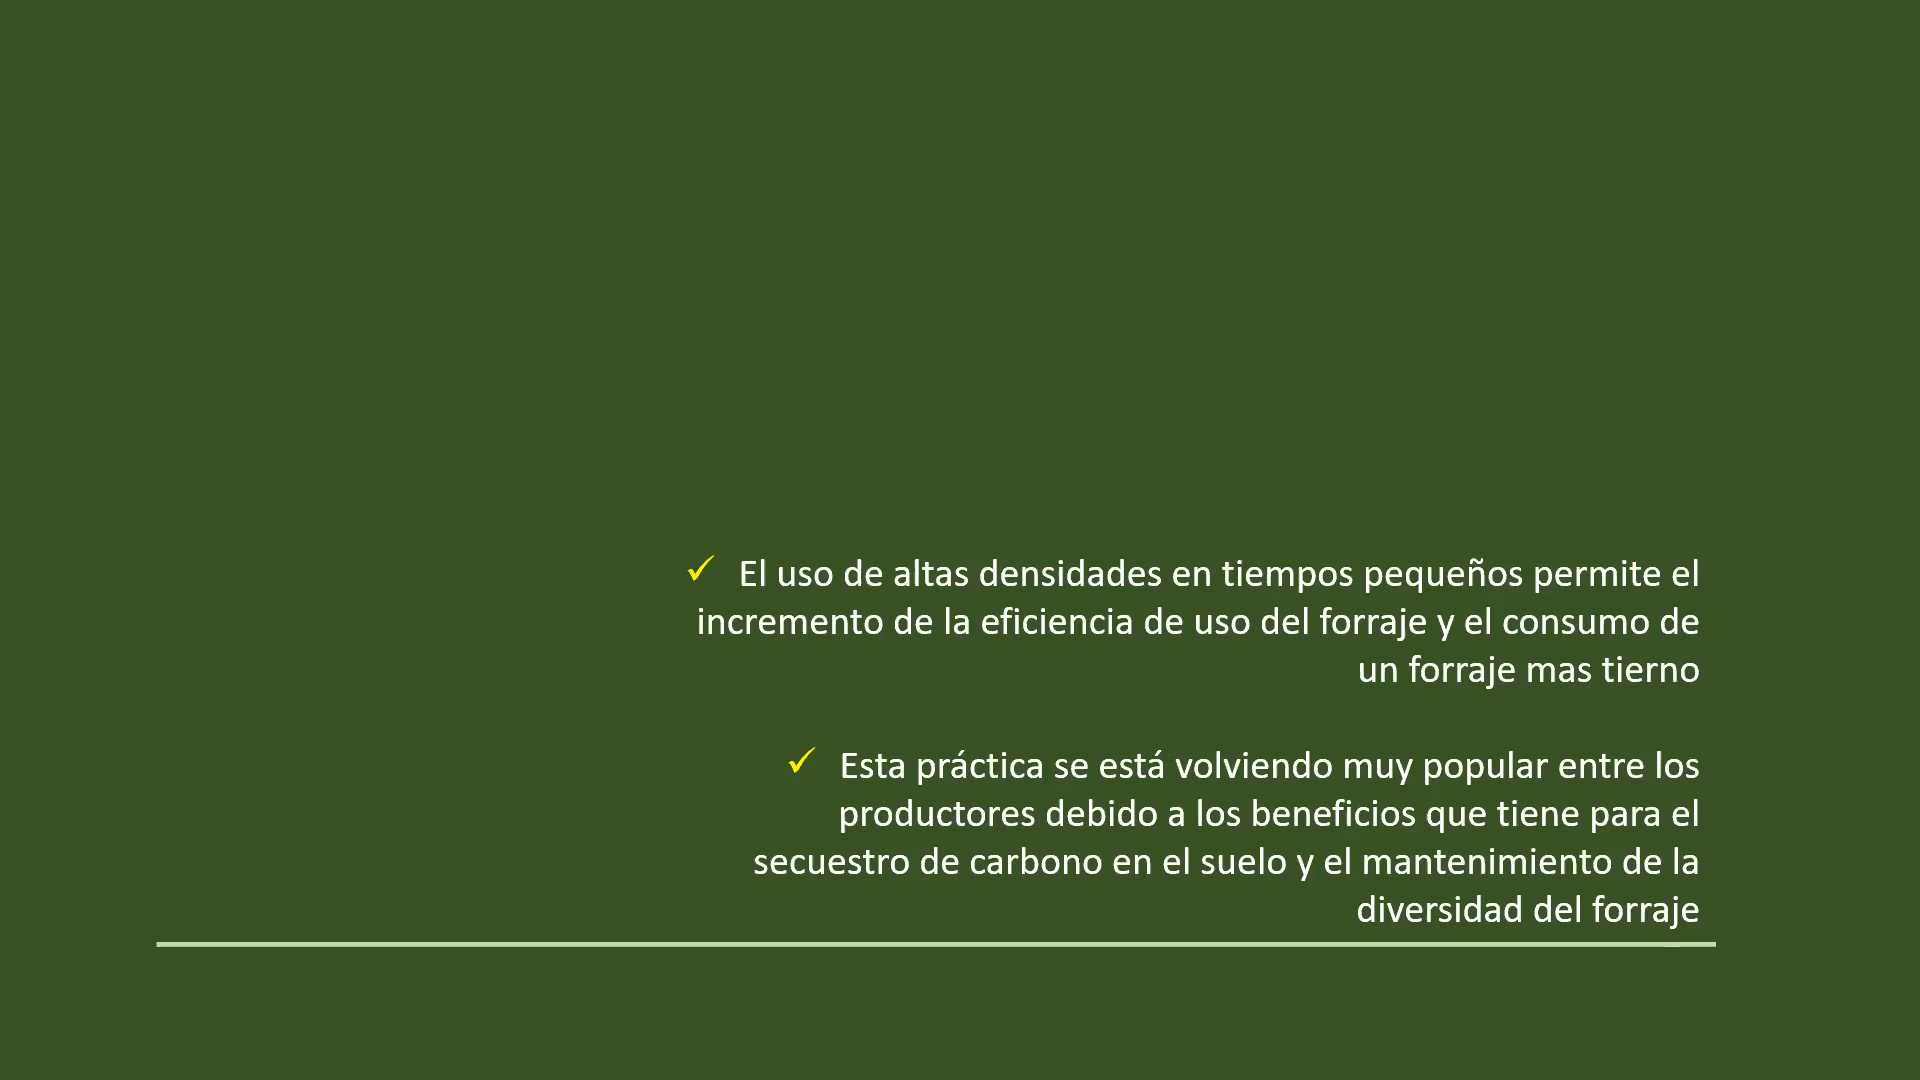 ✓ El uso de altas densidades en tiempos pequeños permite el
incremento de la eficiencia de uso del forraje y el consumo de
un forraje mas tierno
✓ Esta práctica se está volviendo muy popular entre los
productores debido a los beneficios que tiene para el
secuestro de carbono en el suelo y el mantenimiento de la
diversidad del forraje